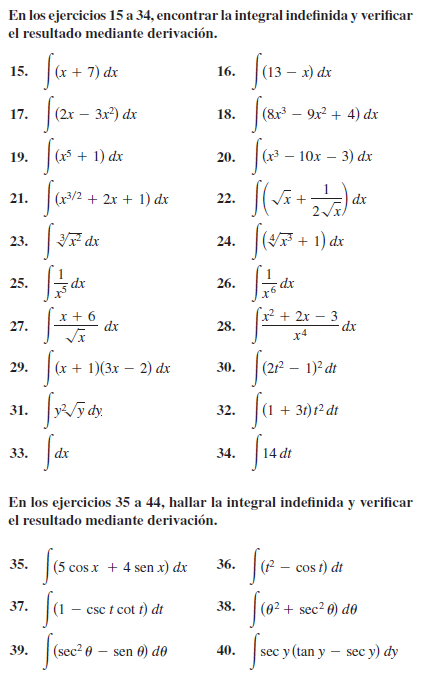 En los ejercicios 15 a 34, encontrar la integral indefinida y verificar
el resultado mediante derivación.
15. ∫(x + 7) dx 16. ∫(13 − x) dx
17. ∫(2x − 3x²) dx 18. ∫(8x³ − 9x² + 4) dx
19. ∫(x⁵ + 1) dx 20. ∫(x³ − 10x − 3) dx
21. ∫(x^{3/2} + 2x + 1) dx 22. ∫(√x + 1/(2√x)) dx
23. ∫ ∛x² dx 24. ∫(∜x³ + 1) dx
25. ∫ 1/x⁵ dx 26. ∫ 1/x⁶ dx
27. ∫ (x + 6)/√x dx 28. ∫ (x² + 2x − 3)/x⁴ dx
29. ∫(x + 1)(3x − 2) dx 30. ∫(2t² − 1)² dt
31. ∫y²√y dy 32. ∫(1 + 3t)t² dt
33. ∫dx 34. ∫14 dt
En los ejercicios 35 a 44, hallar la integral indefinida y verificar
el resultado mediante derivación.
35. ∫(5 cos x + 4 sen x) dx 36. ∫(t² − cos t) dt
37. ∫(1 − csc t cot t) dt 38. ∫(θ² + sec² θ) dθ
39. ∫(sec² θ − sen θ) dθ 40. ∫sec y (tan y − sec y) dy